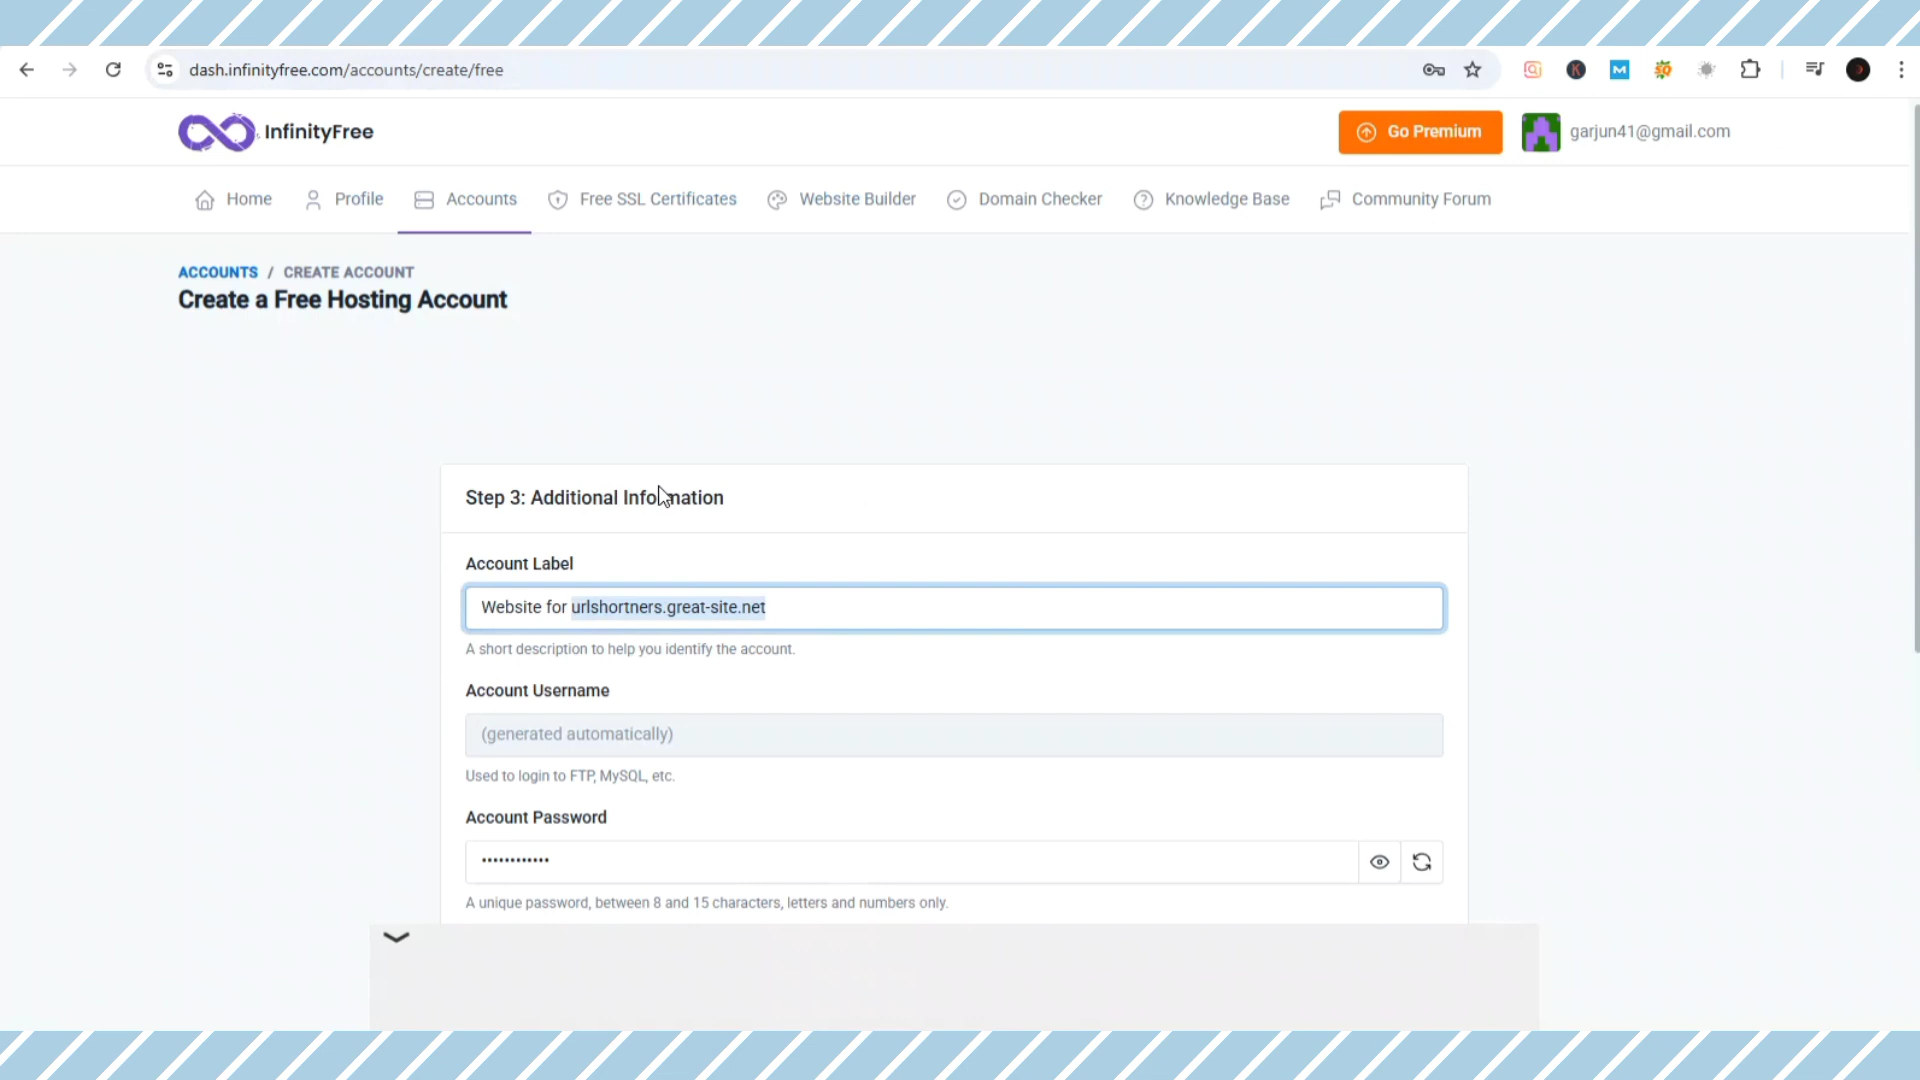 dash.infinityfree.com/accounts/create/free
InfinityFree
Go Premium
garjun41@gmail.com
Home
Profile
Accounts
Free SSL Certificates
Website Builder
Domain Checker
Knowledge Base
Community Forum
ACCOUNTS / CREATE ACCOUNT
Create a Free Hosting Account
Step 3: Additional Information
Account Label
Website for urlshortners.great-site.net
A short description to help you identify the account.
Account Username
(generated automatically)
Used to login to FTP, MySQL, etc.
Account Password
••••••••••••
A unique password, between 8 and 15 characters, letters and numbers only.